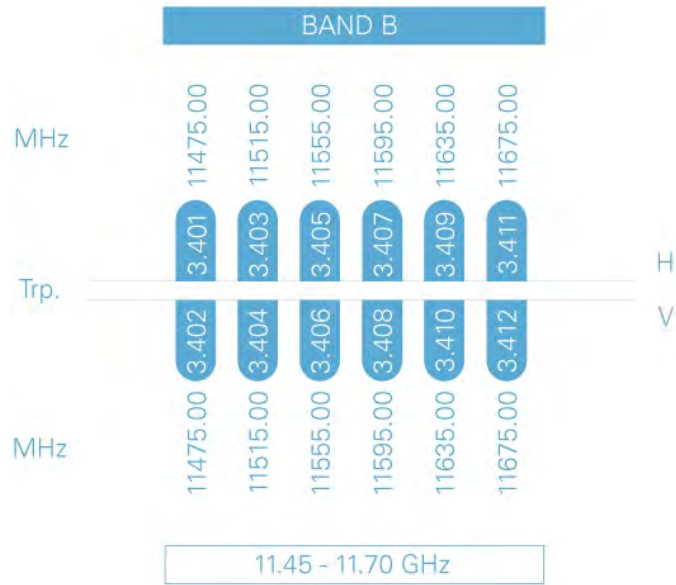 BAND B
MHz 11475.00 11515.00 11555.00 11595.00 11635.00 11675.00
3.401 3.403 3.405 3.407 3.409 3.411 H
Trp.
3.402 3.404 3.406 3.408 3.410 3.412 V
MHz 11475.00 11515.00 11555.00 11595.00 11635.00 11675.00
11.45 - 11.70 GHz